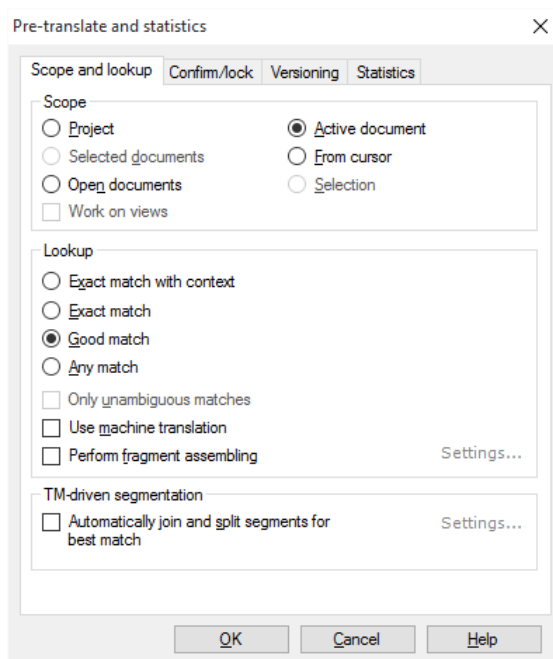 Pre-translate and statistics
Scope and lookup Confirm/lock Versioning Statistics
Scope
Project Active document
Selected documents From cursor
Open documents Selection
Work on views
Lookup
Exact match with context
Exact match
Good match
Any match
Only unambiguous matches
Use machine translation
Perform fragment assembling Settings...
TM-driven segmentation
Automatically join and split segments for Settings...
best match
OK Cancel Help